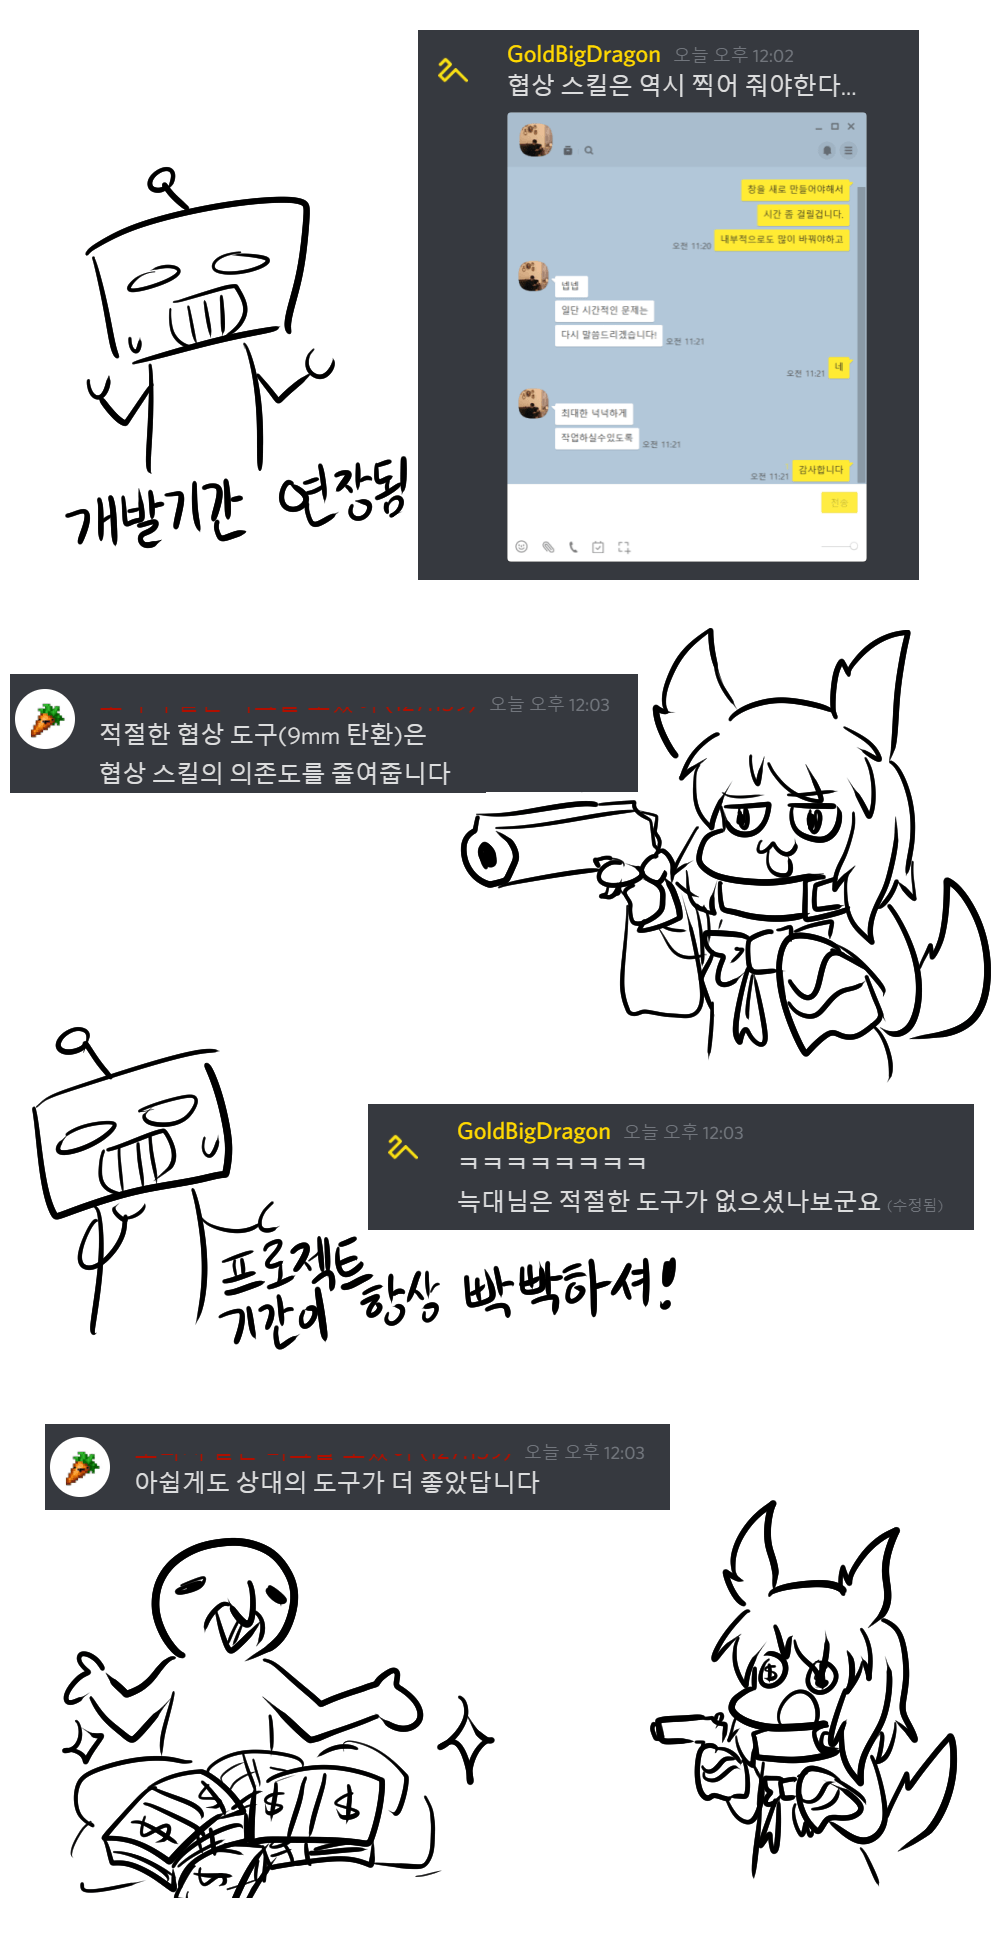 GoldBigDragon 오늘 오후 12:02
협상 스킬은 역시 찍어 줘야한다...
창을 새로 만들어야해서
시간 좀 걸릴겁니다.
오전 11:20 내부적으로도 많이 바꿔야하고
넵넵
일단 시간적인 문제는
다시 말씀드리겠습니다! 오전 11:21
오전 11:21 네
최대한 넉넉하게
작업하실수있도록 오전 11:21
오전 11:21 감사합니다
전송
개발기간 연장됨
오늘 오후 12:03
적절한 협상 도구(9mm 탄환)은
협상 스킬의 의존도를 줄여줍니다
GoldBigDragon 오늘 오후 12:03
ㅋㅋㅋㅋㅋㅋㅋㅋ
늑대님은 적절한 도구가 없으셨나보군요 (수정됨)
프로젝트
기간이 항상 빡빡하셔!
오늘 오후 12:03
아쉽게도 상대의 도구가 더 좋았답니다
$ $
$ $ $
$
$